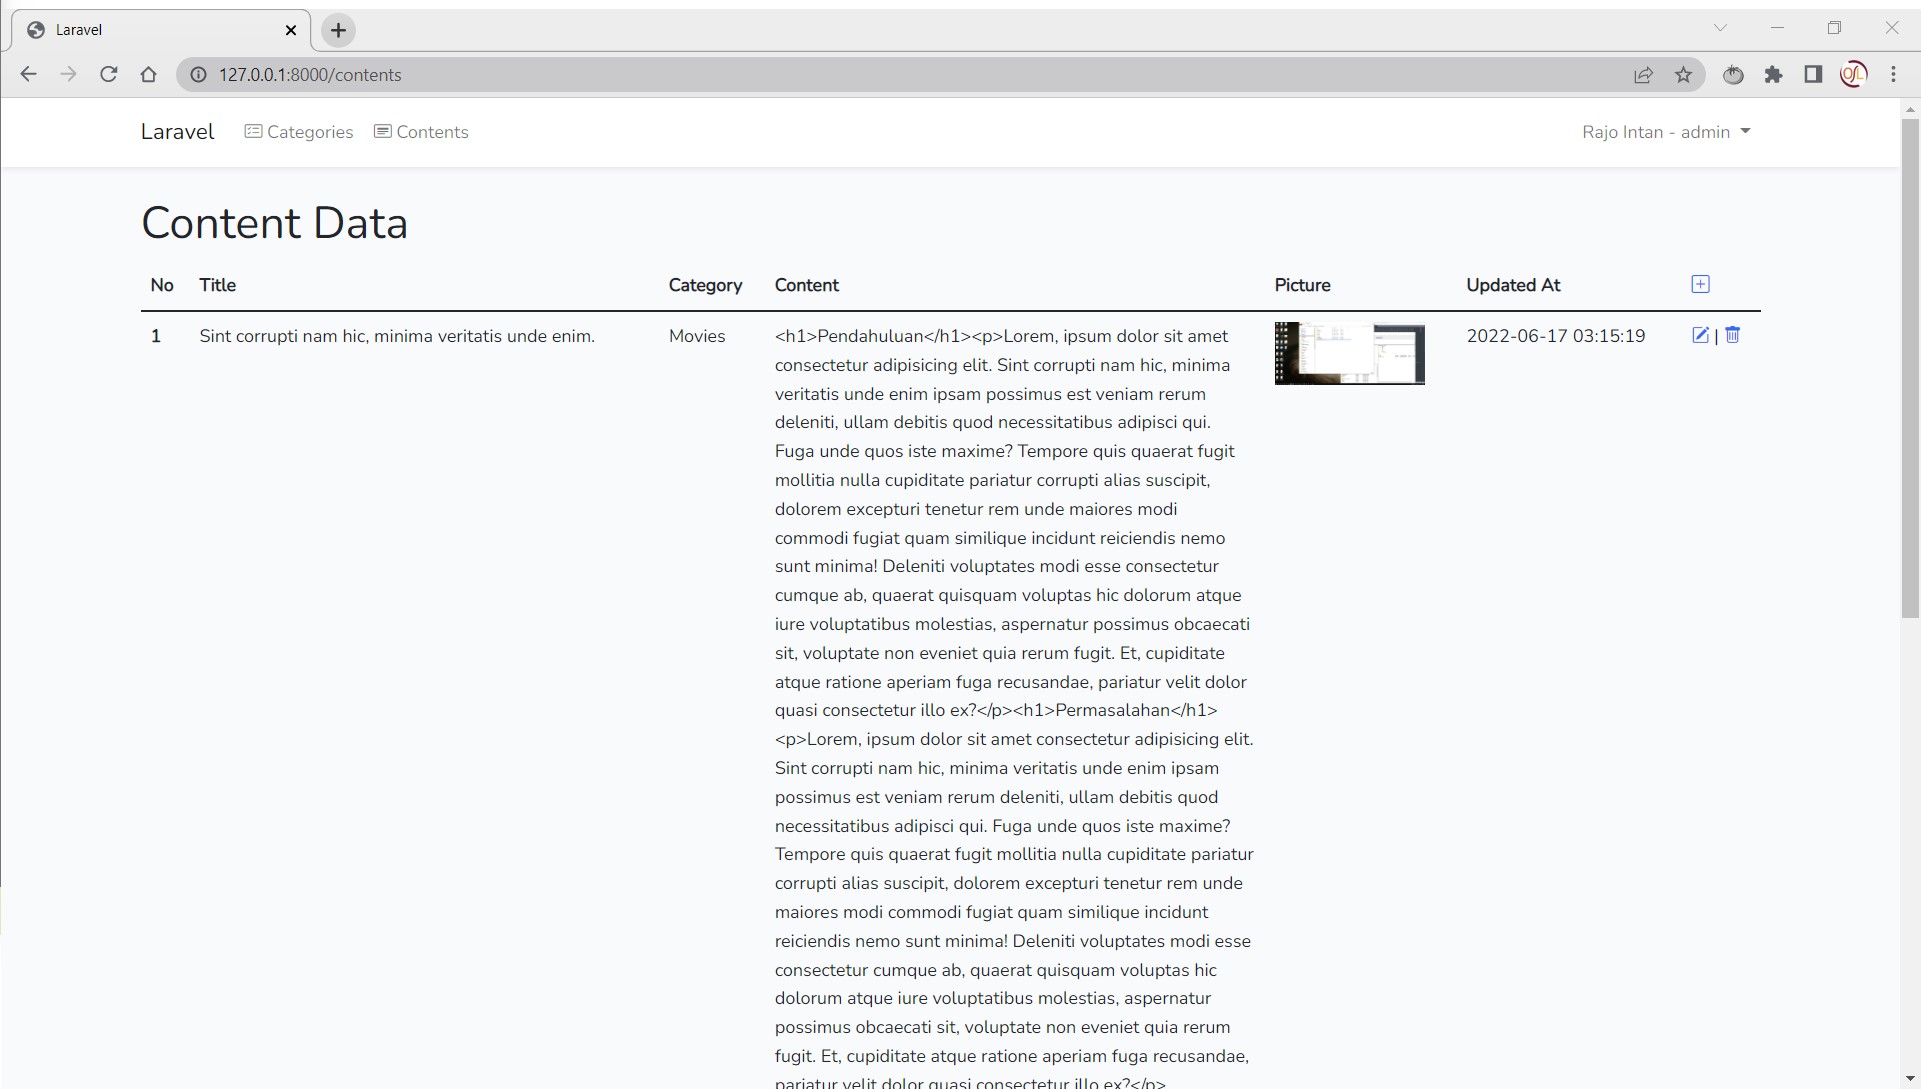 Laravel
127.0.0.1:8000/contents
Laravel Categories Contents Rajo Intan - admin
Content Data
No Title Category Content Picture Updated At
1 Sint corrupti nam hic, minima veritatis unde enim. Movies <h1>Pendahuluan</h1><p>Lorem, ipsum dolor sit amet 2022-06-17 03:15:19 |
consectetur adipisicing elit. Sint corrupti nam hic, minima
veritatis unde enim ipsam possimus est veniam rerum
deleniti, ullam debitis quod necessitatibus adipisci qui.
Fuga unde quos iste maxime? Tempore quis quaerat fugit
mollitia nulla cupiditate pariatur corrupti alias suscipit,
dolorem excepturi tenetur rem unde maiores modi
commodi fugiat quam similique incidunt reiciendis nemo
sunt minima! Deleniti voluptates modi esse consectetur
cumque ab, quaerat quisquam voluptas hic dolorum atque
iure voluptatibus molestias, aspernatur possimus obcaecati
sit, voluptate non eveniet quia rerum fugit. Et, cupiditate
atque ratione aperiam fuga recusandae, pariatur velit dolor
quasi consectetur illo ex?</p><h1>Permasalahan</h1>
<p>Lorem, ipsum dolor sit amet consectetur adipisicing elit.
Sint corrupti nam hic, minima veritatis unde enim ipsam
possimus est veniam rerum deleniti, ullam debitis quod
necessitatibus adipisci qui. Fuga unde quos iste maxime?
Tempore quis quaerat fugit mollitia nulla cupiditate pariatur
corrupti alias suscipit, dolorem excepturi tenetur rem unde
maiores modi commodi fugiat quam similique incidunt
reiciendis nemo sunt minima! Deleniti voluptates modi esse
consectetur cumque ab, quaerat quisquam voluptas hic
dolorum atque iure voluptatibus molestias, aspernatur
possimus obcaecati sit, voluptate non eveniet quia rerum
fugit. Et, cupiditate atque ratione aperiam fuga recusandae,
pariatur velit dolor quasi consectetur illo ex?</p>